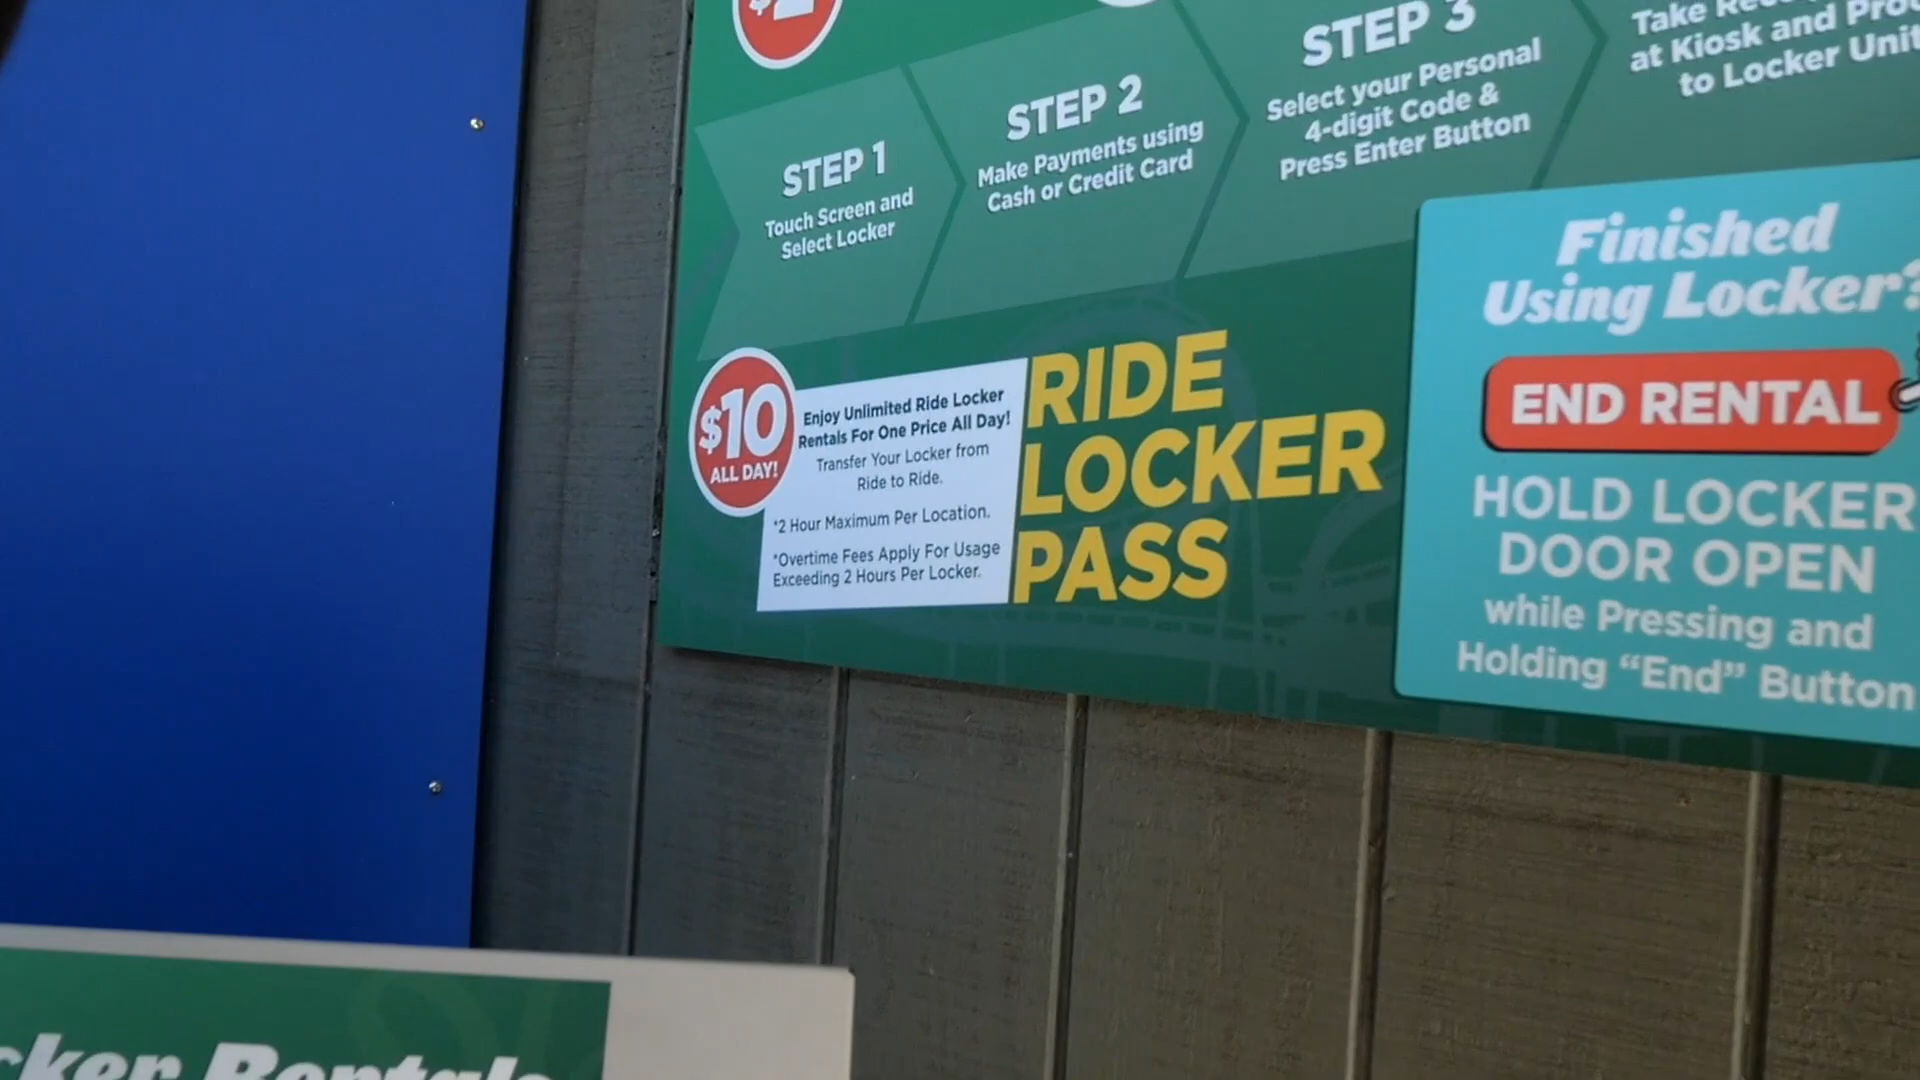 STEP 1
Touch Screen and
Select Locker
STEP 2
Make Payments using
Cash or Credit Card
STEP 3
Select your Personal
4-digit Code &
Press Enter Button
Take
at Kiosk and
to Locker Unit
$10
ALL DAY!
Enjoy Unlimited Ride Locker
Rentals For One Price All Day!
Transfer Your Locker from
Ride to Ride.
*2 Hour Maximum Per Location.
*Overtime Fees Apply For Usage
Exceeding 2 Hours Per Locker.
RIDE
LOCKER
PASS
Finished
Using Locker?
END RENTAL
HOLD LOCKER
DOOR OPEN
while Pressing and
Holding “End” Button
Rentals